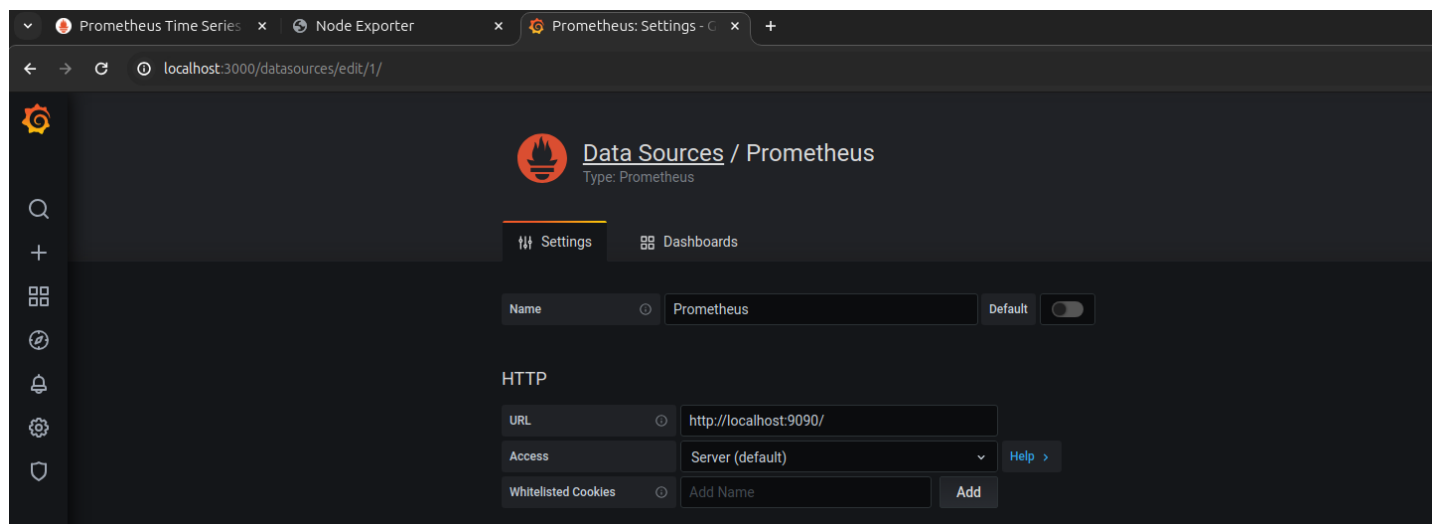 Prometheus Time Series
Node Exporter
Prometheus: Settings - G
localhost:3000/datasources/edit/1/
Data Sources / Prometheus
Type: Prometheus
Settings
Dashboards
Name
Prometheus
Default
HTTP
URL
http://localhost:9090/
Access
Server (default)
Help
Whitelisted Cookies
Add Name
Add